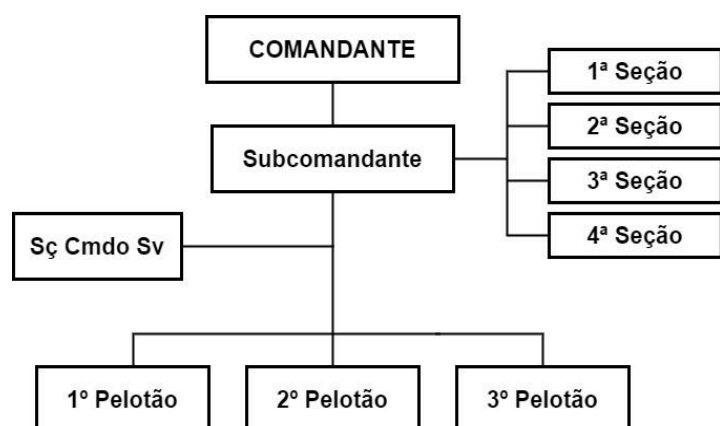 COMANDANTE
1ª Seção
2ª Seção
Subcomandante
3ª Seção
4ª Seção
Sç Cmdo Sv
1º Pelotão
2º Pelotão
3º Pelotão